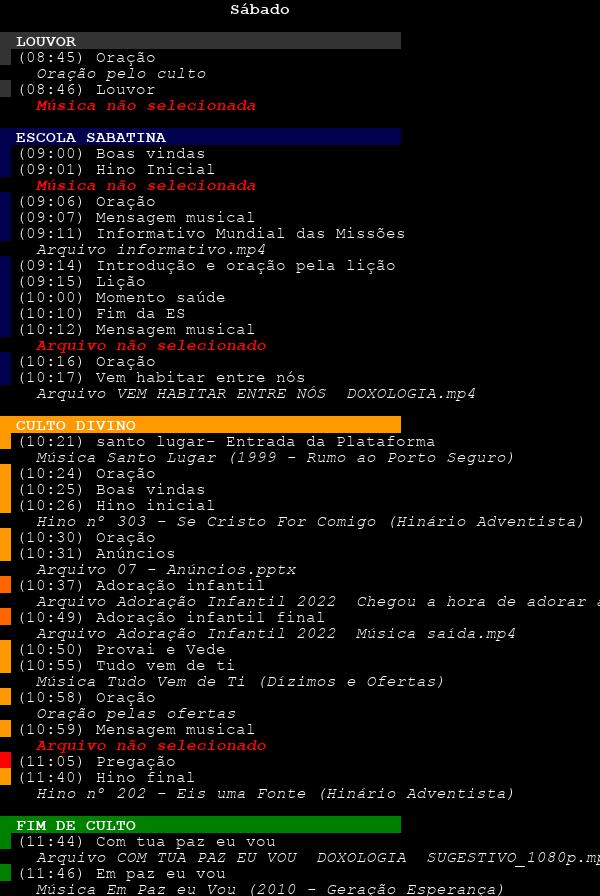 Sábado
LOUVOR
(08:45) Oração
Oração pelo culto
(08:46) Louvor
Música não selecionada
ESCOLA SABATINA
(09:00) Boas vindas
(09:01) Hino Inicial
Música não selecionada
(09:06) Oração
(09:07) Mensagem musical
(09:11) Informativo Mundial das Missões
Arquivo informativo.mp4
(09:14) Introdução e oração pela lição
(09:15) Lição
(10:00) Momento saúde
(10:10) Fim da ES
(10:12) Mensagem musical
Arquivo não selecionado
(10:16) Oração
(10:17) Vem habitar entre nós
Arquivo VEM HABITAR ENTRE NÓS  DOXOLOGIA.mp4
CULTO DIVINO
(10:21) santo lugar- Entrada da Plataforma
Música Santo Lugar (1999 - Rumo ao Porto Seguro)
(10:24) Oração
(10:25) Boas vindas
(10:26) Hino inicial
Hino nº 303 - Se Cristo For Comigo (Hinário Adventista)
(10:30) Oração
(10:31) Anúncios
Arquivo 07 - Anúncios.pptx
(10:37) Adoração infantil
Arquivo Adoração Infantil 2022  Chegou a hora de adorar
(10:49) Adoração infantil final
Arquivo Adoração Infantil 2022  Música saída.mp4
(10:50) Provai e Vede
(10:55) Tudo vem de ti
Música Tudo Vem de Ti (Dízimos e Ofertas)
(10:58) Oração
Oração pelas ofertas
(10:59) Mensagem musical
Arquivo não selecionado
(11:05) Pregação
(11:40) Hino final
Hino nº 202 - Eis uma Fonte (Hinário Adventista)
FIM DE CULTO
(11:44) Com tua paz eu vou
Arquivo COM TUA PAZ EU VOU  DOXOLOGIA  SUGESTIVO_1080p.mp
(11:46) Em paz eu vou
Música Em Paz eu Vou (2010 - Geração Esperança)